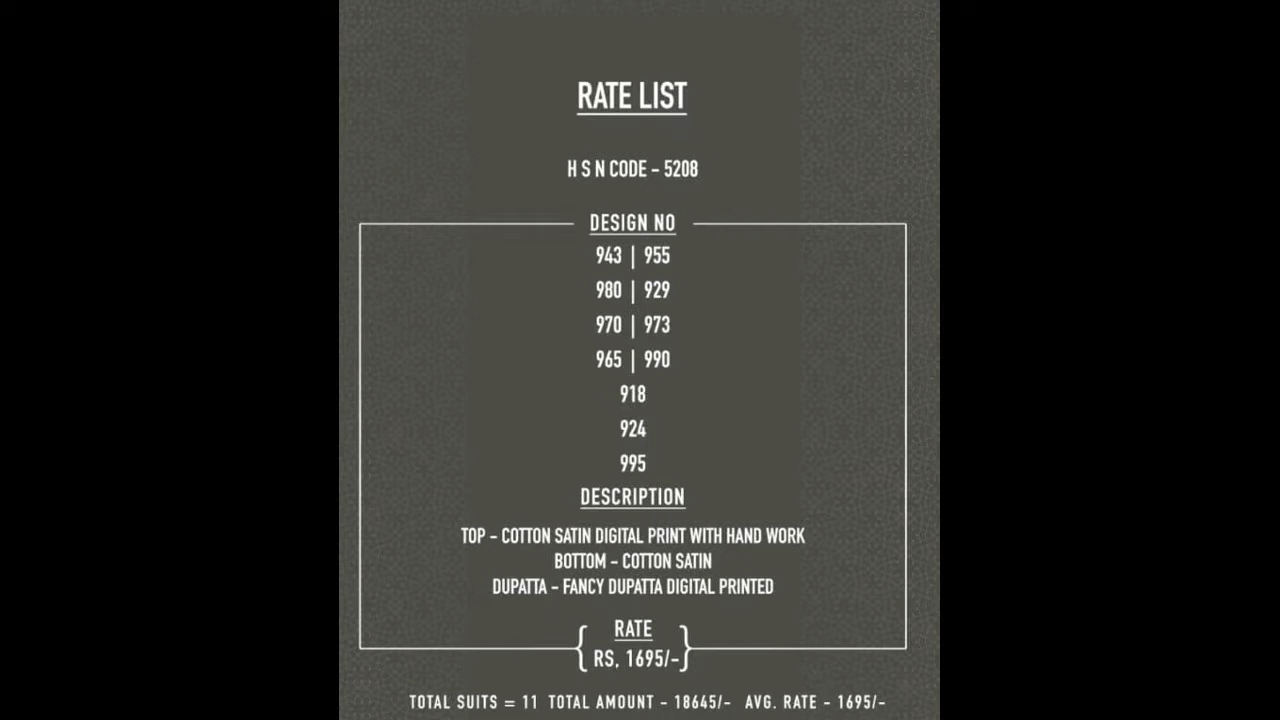 RATE LIST
H S N CODE - 5208
DESIGN NO
943 | 955
980 | 929
970 | 973
965 | 990
918
924
995
DESCRIPTION
TOP - COTTON SATIN DIGITAL PRINT WITH HAND WORK
BOTTOM - COTTON SATIN
DUPATTA - FANCY DUPATTA DIGITAL PRINTED
RATE
RS, 1695/-
TOTAL SUITS = 11 TOTAL AMOUNT - 18645/- AVG. RATE - 1695/-